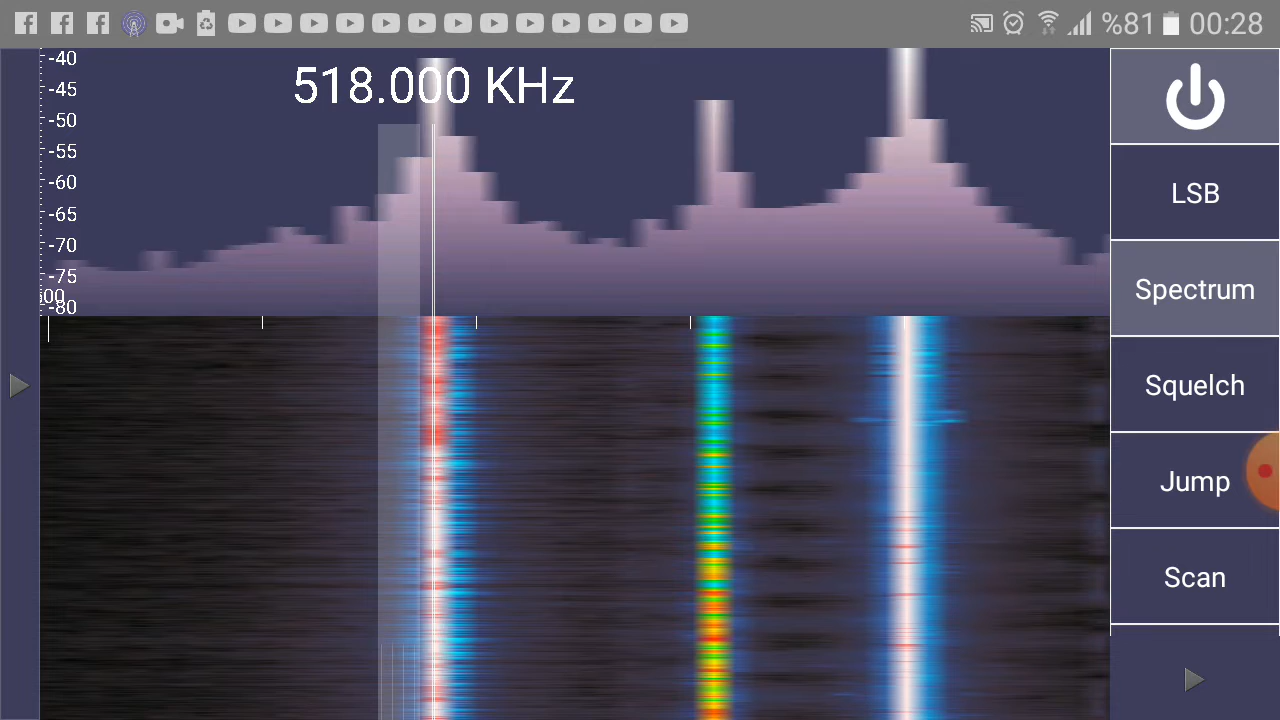 %81 00:28
518.000 KHz
-40
-45
-50
-55
-60
-65
-70
-75
00
-80
LSB
Spectrum
Squelch
Jump
Scan